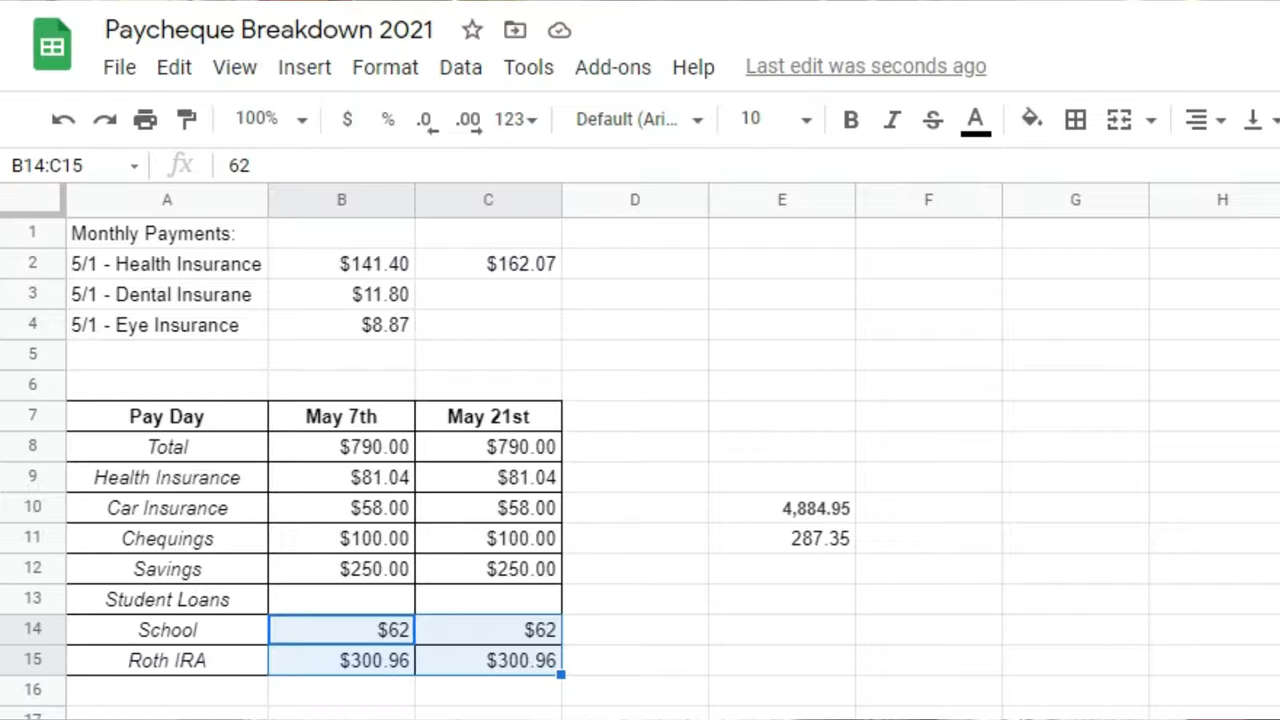 Paycheque Breakdown 2021
File Edit View Insert Format Data Tools Add-ons Help Last edit was seconds ago
100% $ % .0 .00 123 Default (Ari... 10 B I S A
B14:C15 fx 62
A B C D E F G H
1 Monthly Payments:
2 5/1 - Health Insurance $141.40 $162.07
3 5/1 - Dental Insurane $11.80
4 5/1 - Eye Insurance $8.87
5
6
7 Pay Day May 7th May 21st
8 Total $790.00 $790.00
9 Health Insurance $81.04 $81.04
10 Car Insurance $58.00 $58.00 4,884.95
11 Chequings $100.00 $100.00 287.35
12 Savings $250.00 $250.00
13 Student Loans
14 School $62 $62
15 Roth IRA $300.96 $300.96
16
17